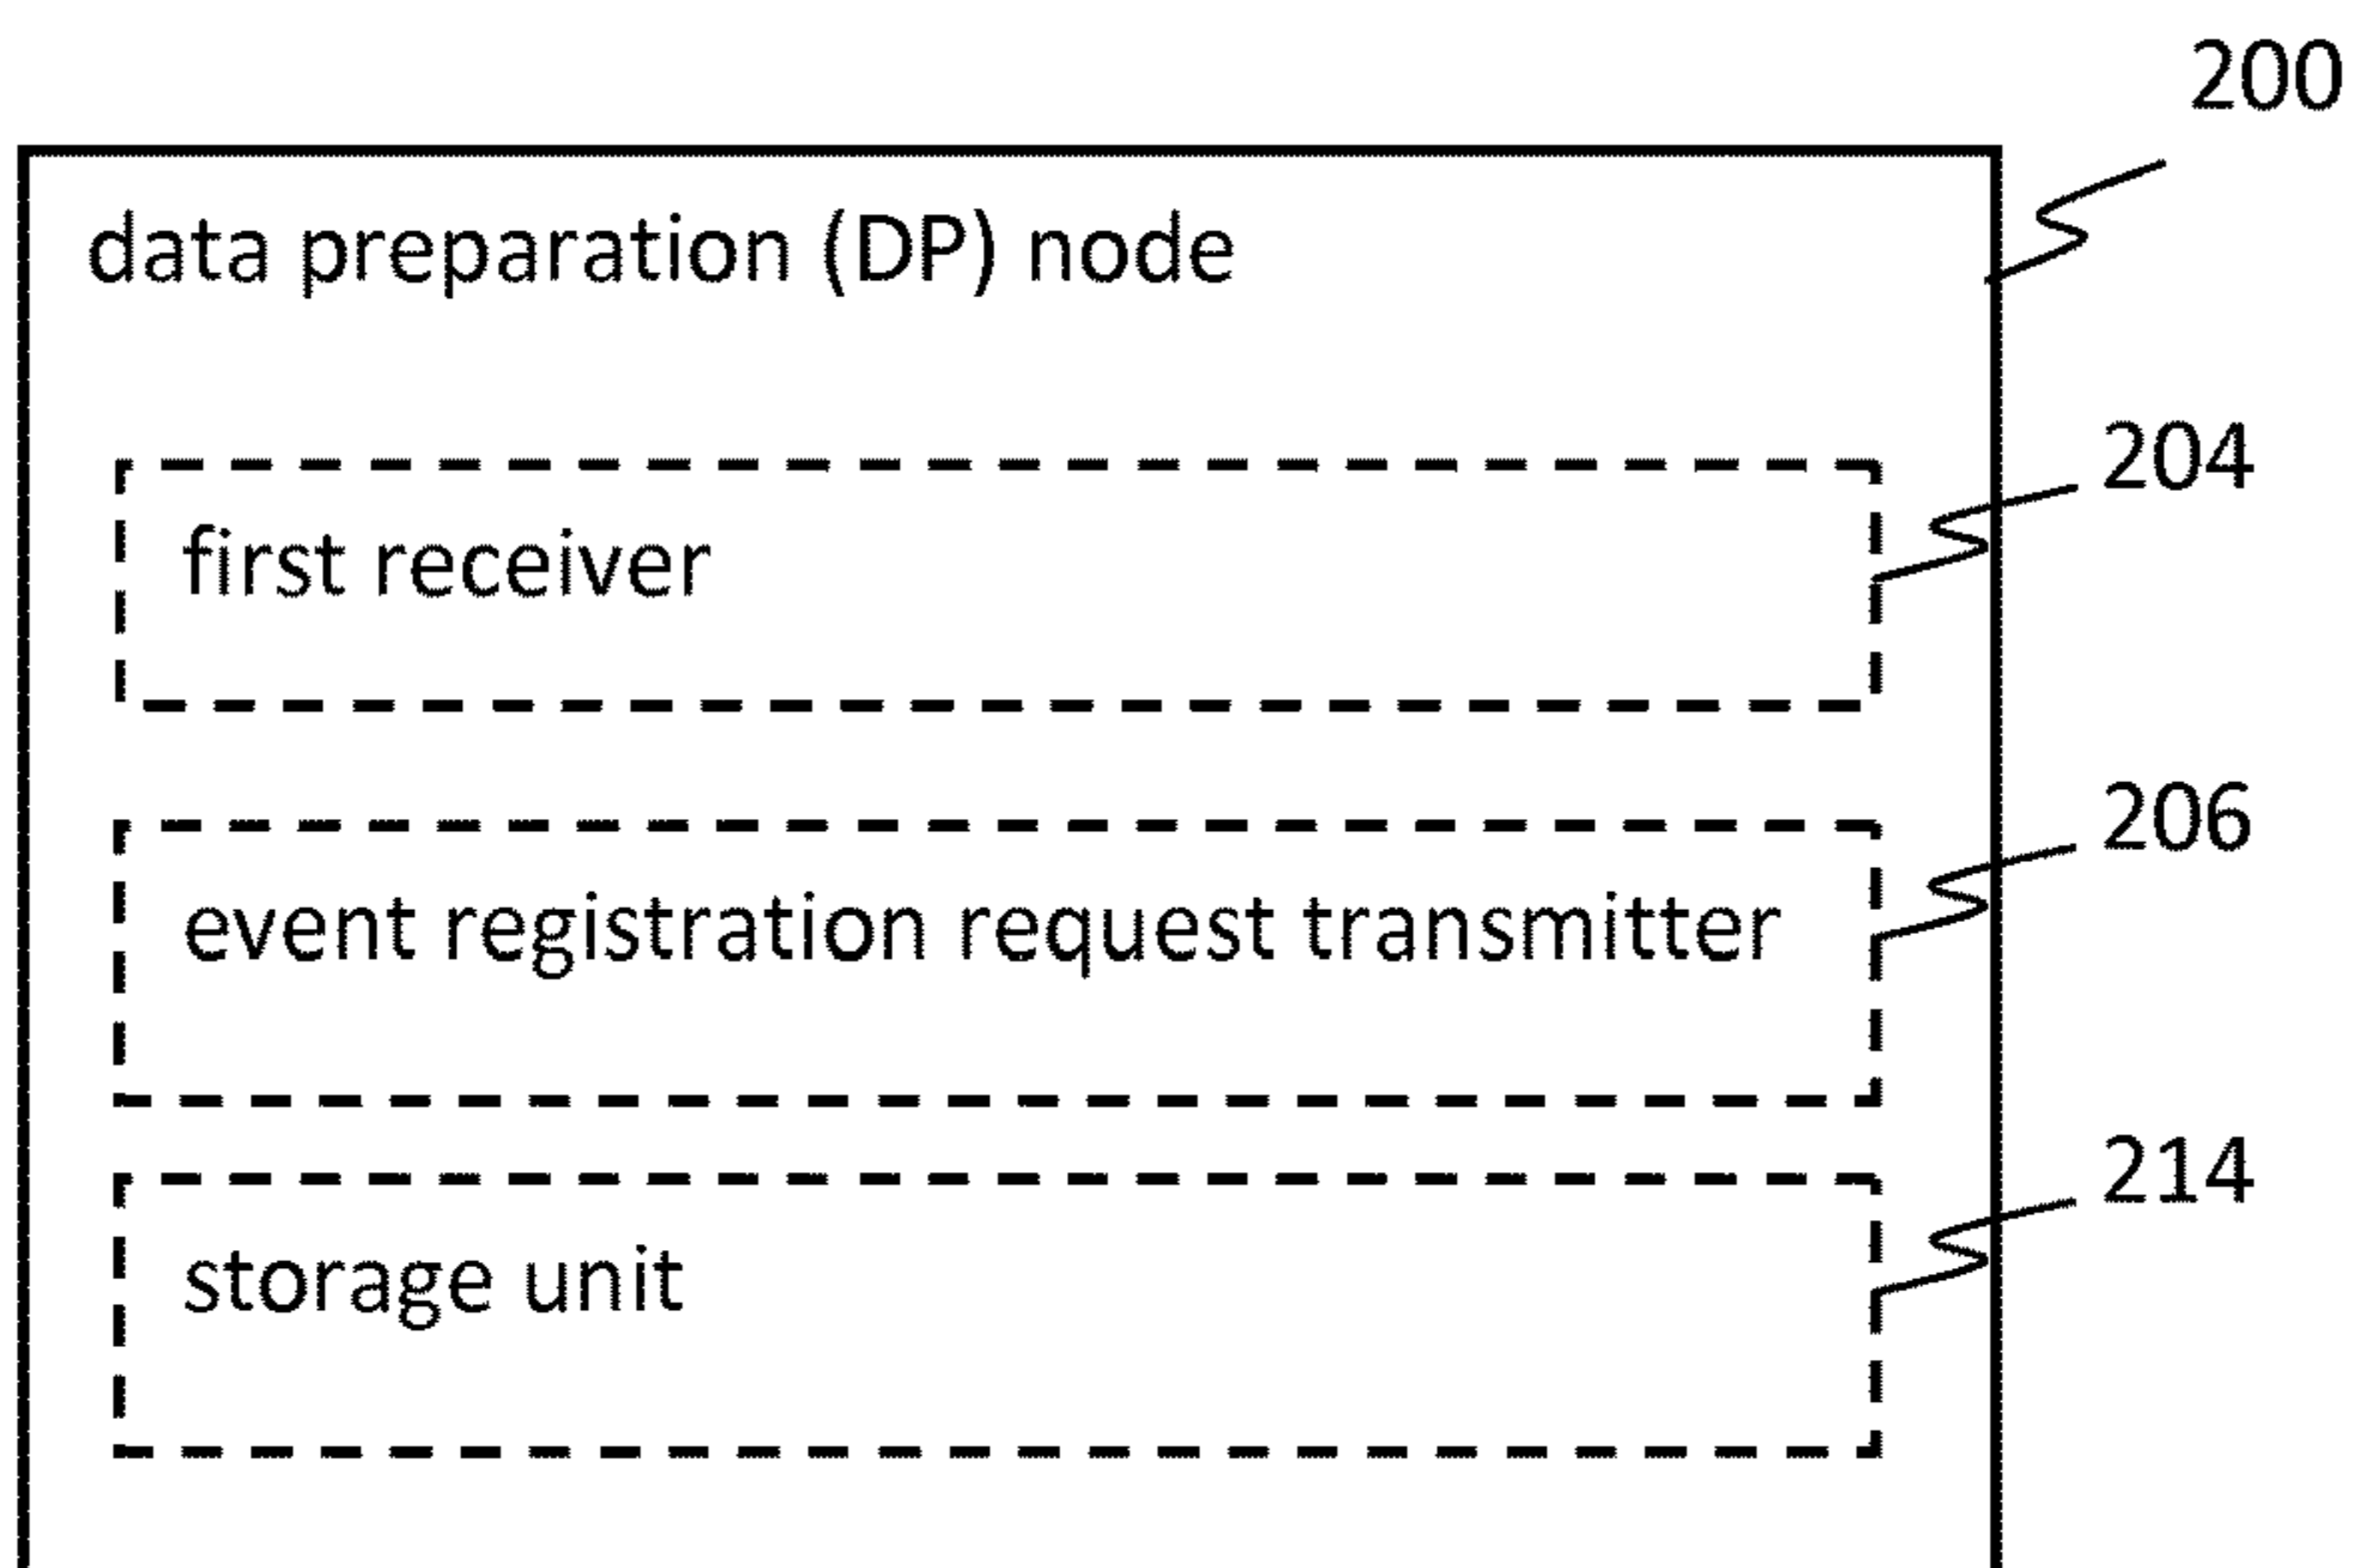 200
data preparation (DP) node
204
first receiver
206
event registration request transmitter
214
storage unit